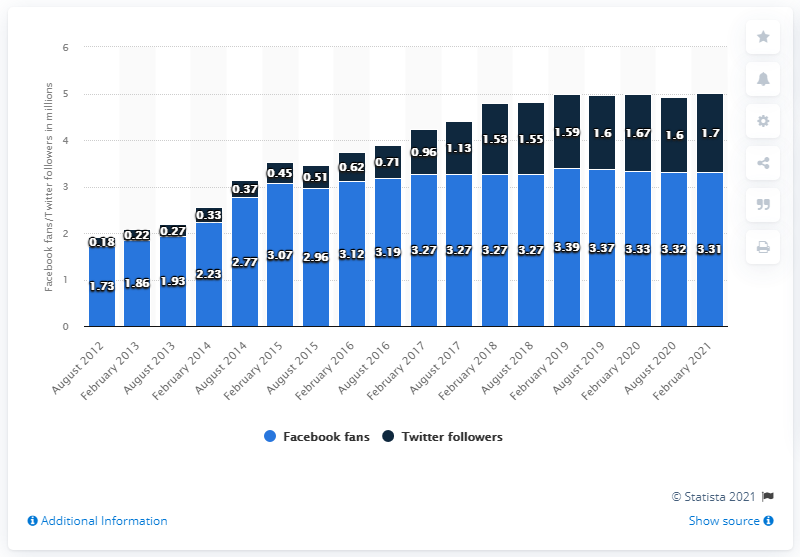 6
5
4
3
2
1
0
Facebook fans/Twitter followers in millions
0.18 0.22 0.27 0.33 0.37 0.45 0.51 0.62 0.71 0.96 1.13 1.53 1.55 1.59 1.6 1.67 1.6 1.7
1.73 1.86 1.93 2.23 2.77 3.07 2.96 3.12 3.19 3.27 3.27 3.27 3.27 3.39 3.37 3.33 3.32 3.31
August 2012
February 2013
August 2013
February 2014
August 2014
February 2015
August 2015
February 2016
August 2016
February 2017
August 2017
February 2018
August 2018
February 2019
August 2019
February 2020
August 2020
February 2021
Facebook fans Twitter followers
© Statista 2021
Additional Information Show source